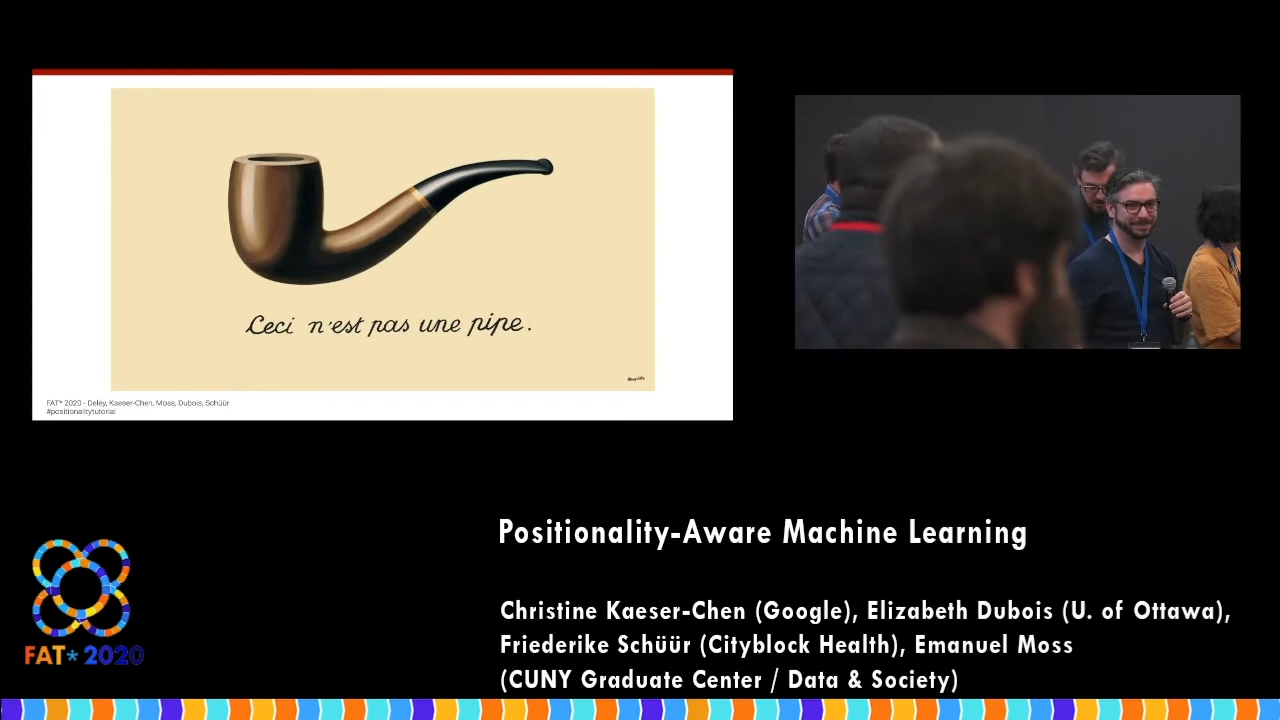 Ceci n'est pas une pipe.
FAT* 2020 - Deley, Kaeser-Chen, Moss, Dubois, Schüür
#positionalitytutorial
Positionality-Aware Machine Learning
Christine Kaeser-Chen (Google), Elizabeth Dubois (U. of Ottawa),
Friederike Schüür (Cityblock Health), Emanuel Moss
(CUNY Graduate Center / Data & Society)
FAT* 2020